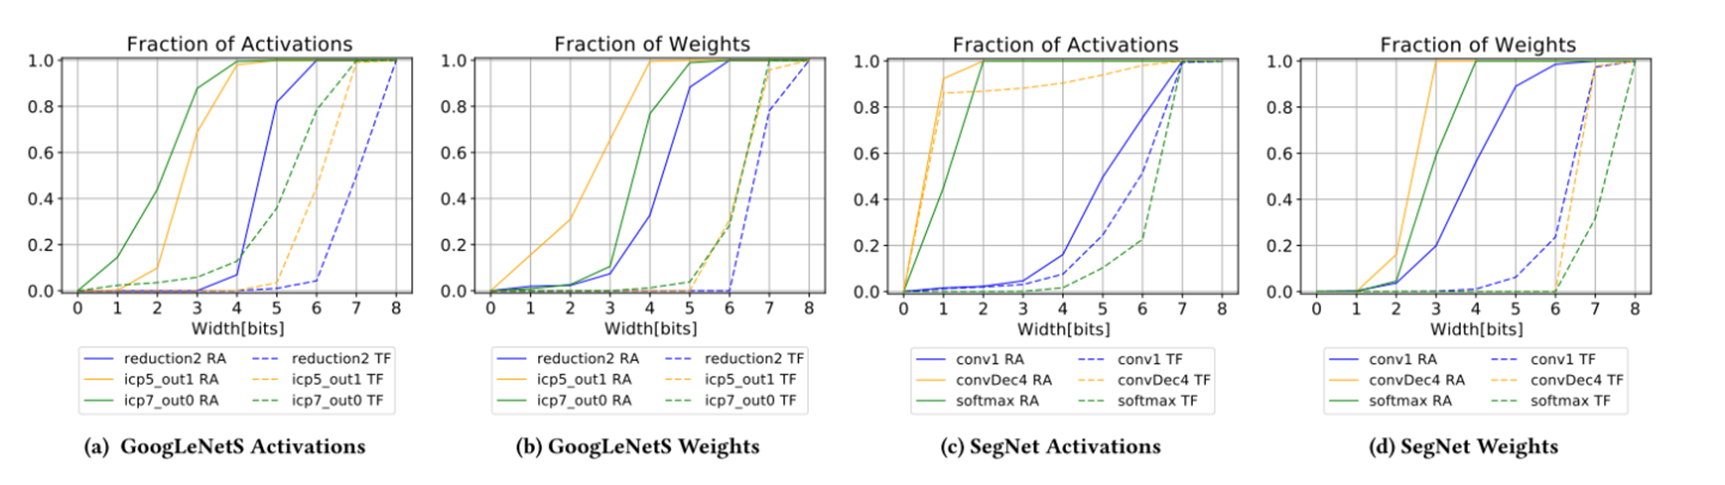 Fraction of Activations
1.0
0.8
0.6
0.4
0.2
0.0
0 1 2 3 4 5 6 7 8
Width[bits]
reduction2 RA reduction2 TF
icp5_out1 RA icp5_out1 TF
icp7_out0 RA icp7_out0 TF
(a) GoogLeNetS Activations
Fraction of Weights
1.0
0.8
0.6
0.4
0.2
0.0
0 1 2 3 4 5 6 7 8
Width[bits]
reduction2 RA reduction2 TF
icp5_out1 RA icp5_out1 TF
icp7_out0 RA icp7_out0 TF
(b) GoogLeNetS Weights
Fraction of Activations
1.0
0.8
0.6
0.4
0.2
0.0
0 1 2 3 4 5 6 7 8
Width[bits]
conv1 RA conv1 TF
convDec4 RA convDec4 TF
softmax RA softmax TF
(c) SegNet Activations
Fraction of Weights
1.0
0.8
0.6
0.4
0.2
0.0
0 1 2 3 4 5 6 7 8
Width[bits]
conv1 RA conv1 TF
convDec4 RA convDec4 TF
softmax RA softmax TF
(d) SegNet Weights